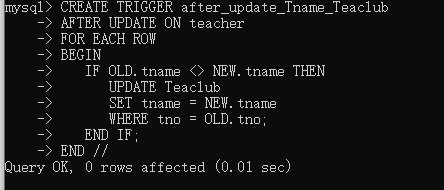 mysql> CREATE TRIGGER after_update_Tname_Teaclub
    -> AFTER UPDATE ON teacher
    -> FOR EACH ROW
    -> BEGIN
    ->     IF OLD.tname <> NEW.tname THEN
    ->         UPDATE Teaclub
    ->         SET tname = NEW.tname
    ->         WHERE tno = OLD.tno;
    ->     END IF;
    -> END //
Query OK, 0 rows affected (0.01 sec)